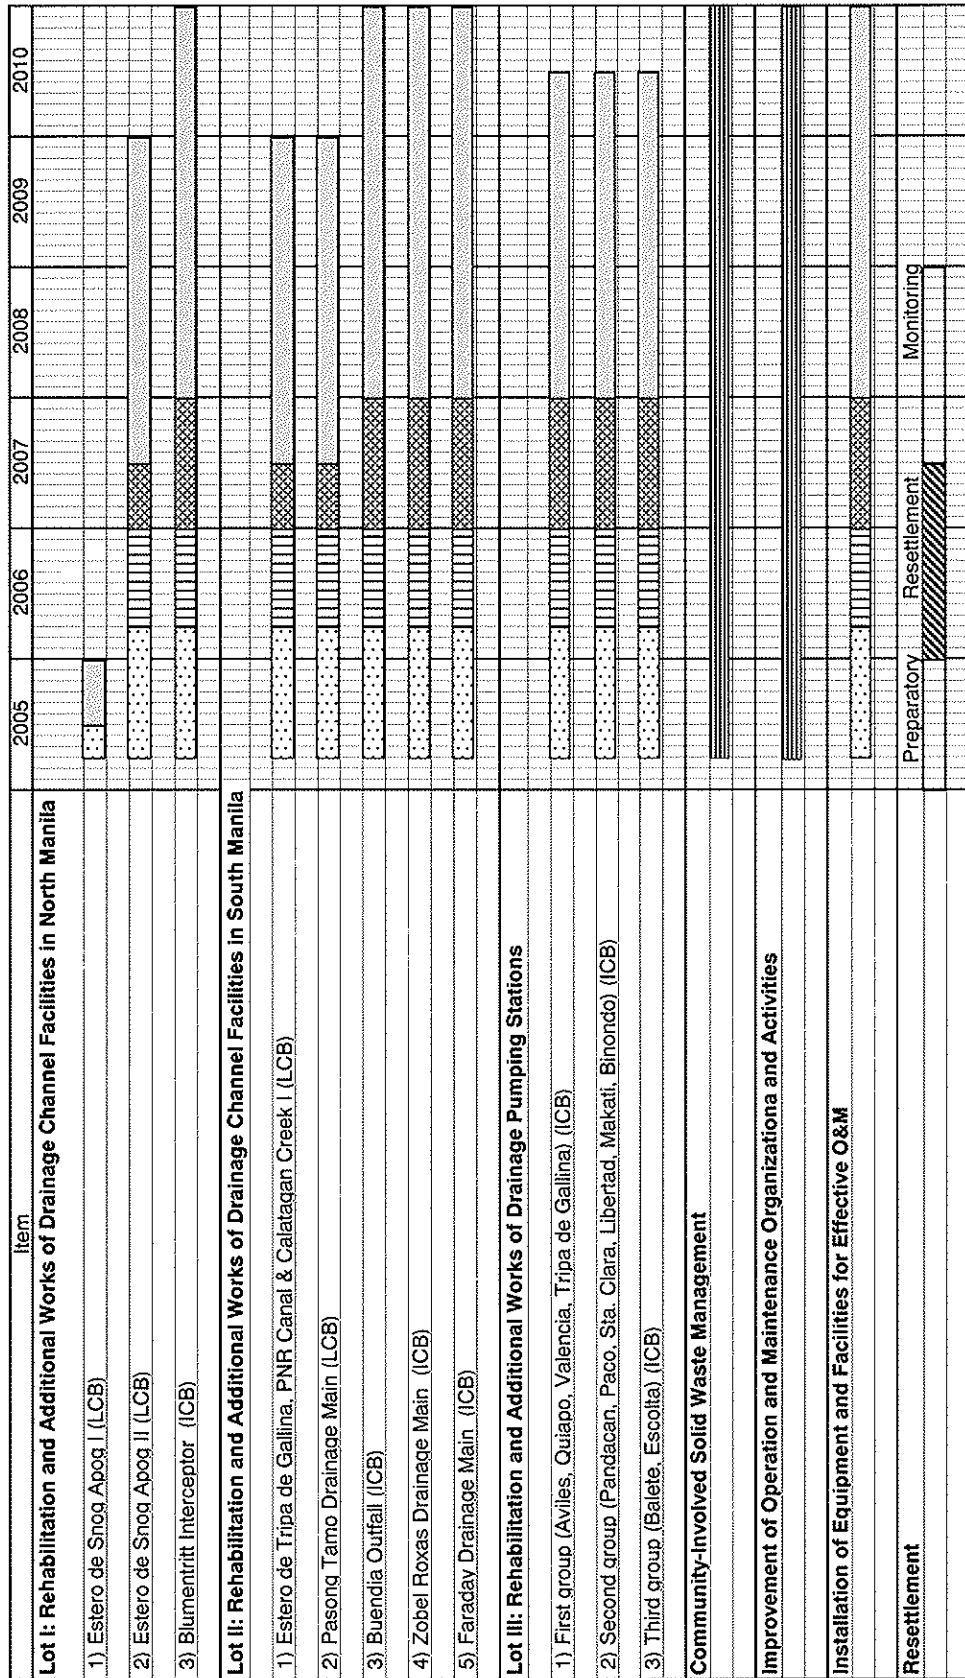 Item 2005 2006 2007 2008 2009 2010
Lot I: Rehabilitation and Additional Works of Drainage Channel Facilities in North Manila
1) Estero de Snog Apog I (LCB)
2) Estero de Snog Apog II (LCB)
3) Blumentritt Interceptor (ICB)
Lot II: Rehabilitation and Additional Works of Drainage Channel Facilities in South Manila
1) Estero de Tripa de Gallina, PNR Canal & Calatagan Creek I (LCB)
2) Pasong Tamo Drainage Main (LCB)
3) Buendia Outfall (ICB)
4) Zobel Roxas Drainage Main (ICB)
5) Faraday Drainage Main (ICB)
Lot III: Rehabilitation and Additional Works of Drainage Pumping Stations
1) First group (Aviles, Quiapo, Valencia, Tripa de Gallina) (ICB)
2) Second group (Pandacan, Paco, Sta. Clara, Libertad, Makati, Binondo) (ICB)
3) Third group (Balete, Escolta) (ICB)
Community-Involved Solid Waste Management
Improvement of Operation and Maintenance Organizationa and Activities
Installation of Equipment and Facilities for Effective O&M
Resettlement Preparatory Resettlement Monitoring